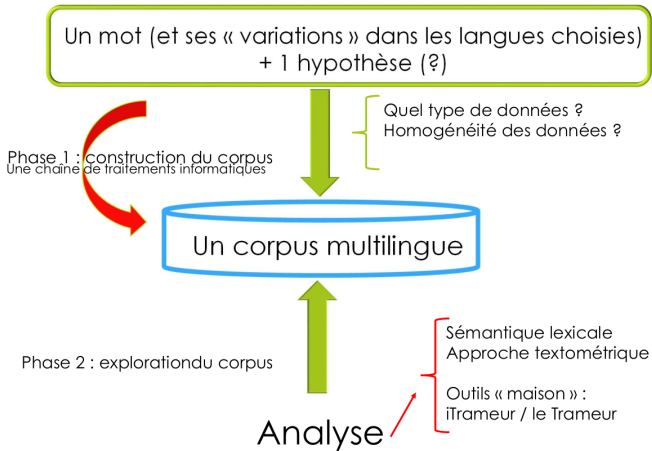 Un mot (et ses « variations » dans les langues choisies)
+ 1 hypothèse (?)
Quel type de données ?
Homogénéité des données ?
Phase 1 : construction du corpus
Une chaîne de traitements informatiques
Un corpus multilingue
Phase 2 : explorationdu corpus
Sémantique lexicale
Approche textométrique
Outils « maison » :
iTrameur / le Trameur
Analyse